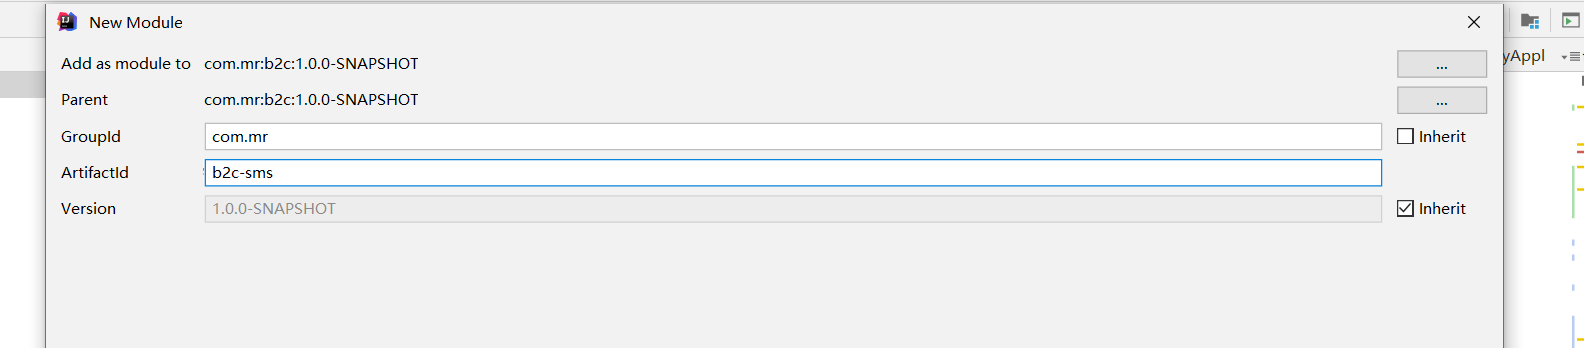 New Module
Add as module to com.mr:b2c:1.0.0-SNAPSHOT ...
yAppl
Parent com.mr:b2c:1.0.0-SNAPSHOT ...
GroupId com.mr Inherit
ArtifactId b2c-sms
Version 1.0.0-SNAPSHOT Inherit